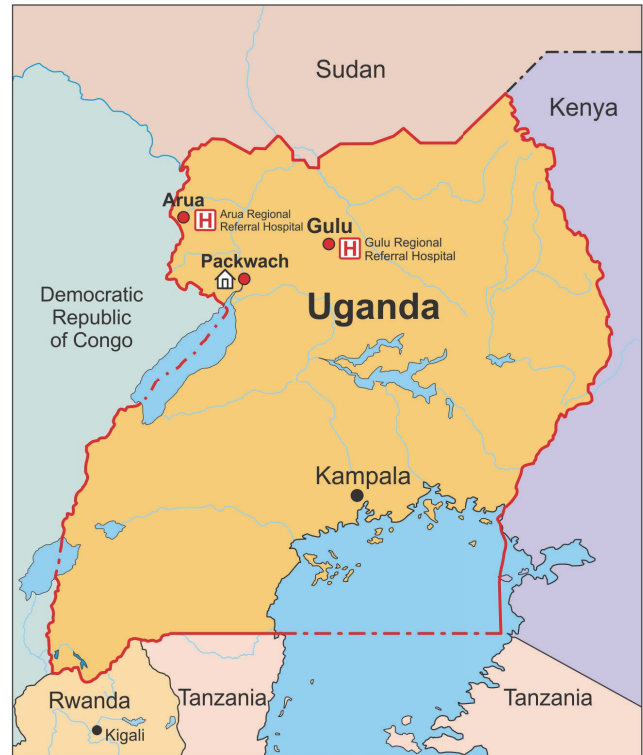 Sudan
Kenya
Arua
H
Arua Regional
Referral Hospital
Gulu
H
Gulu Regional
Referral Hospital
Packwach
Democratic
Republic
of Congo
Uganda
Kampala
Rwanda
Kigali
Tanzania
Tanzania